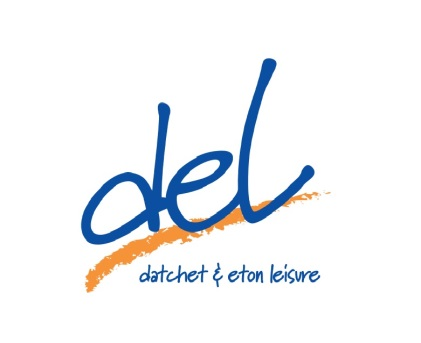 del
datchet & eton leisure